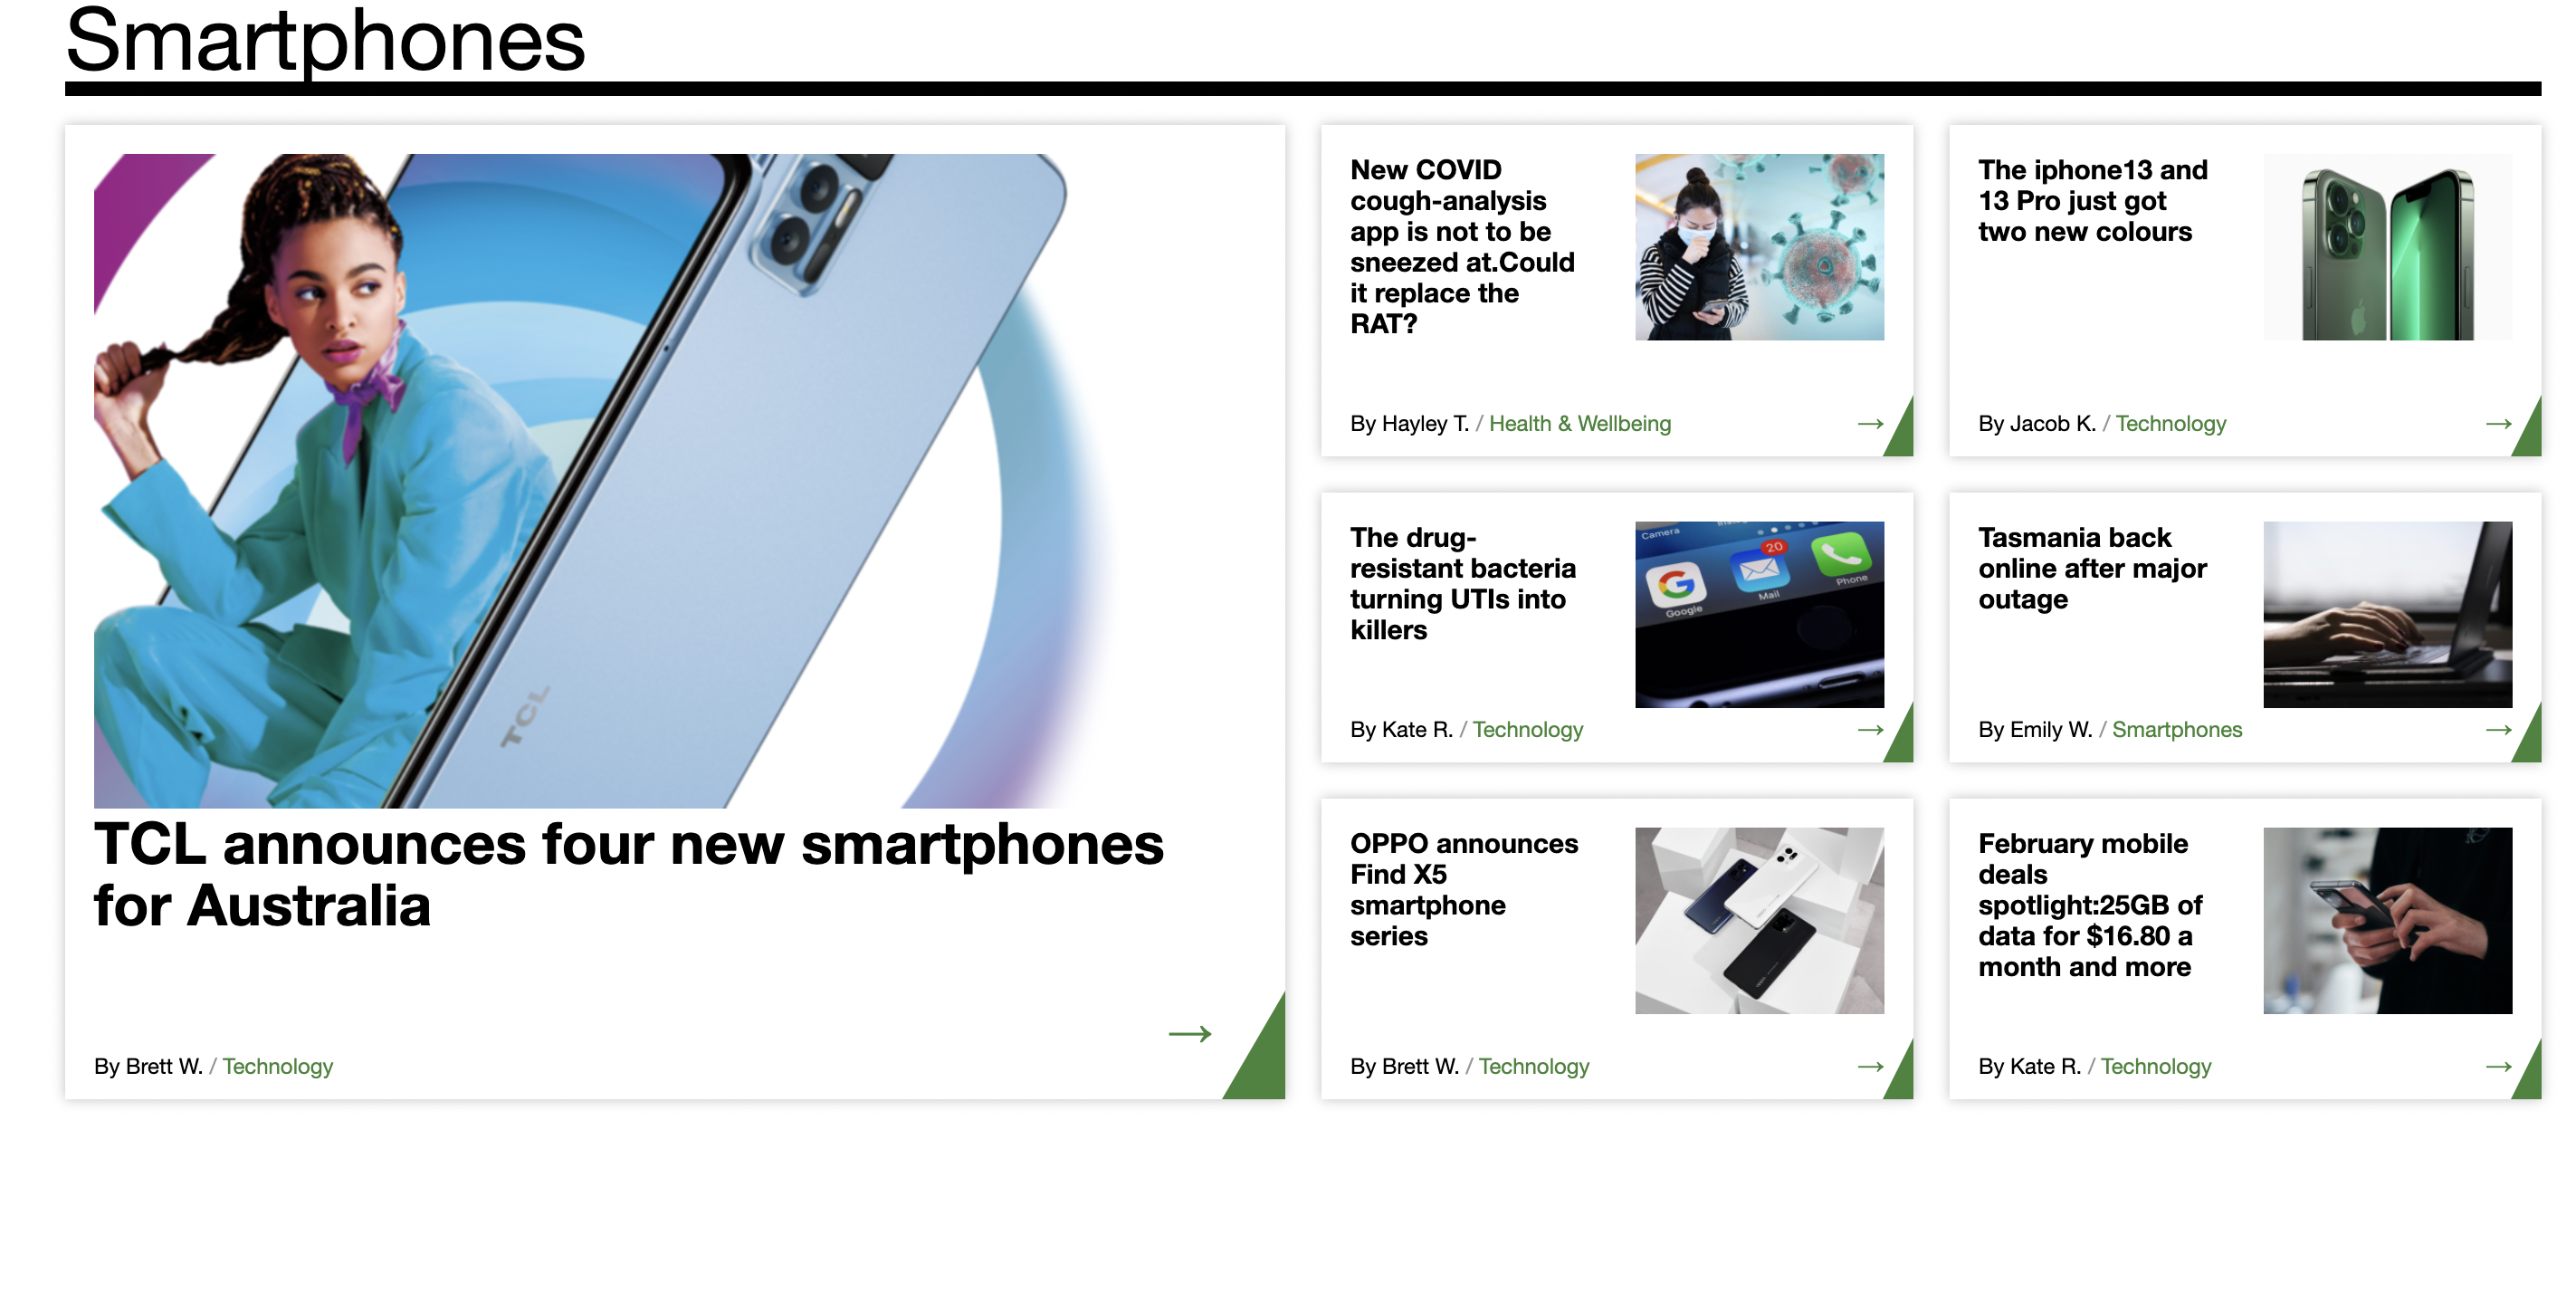 Smartphones
TCL
TCL announces four new smartphones
for Australia
By Brett W. / Technology
→
New COVID
cough-analysis
app is not to be
sneezed at.Could
it replace the
RAT?
By Hayley T. / Health & Wellbeing →
The iphone13 and
13 Pro just got
two new colours
By Jacob K. / Technology →
The drug-
resistant bacteria
turning UTIs into
killers
Camera
20
Google
Mail
Phone
By Kate R. / Technology →
Tasmania back
online after major
outage
By Emily W. / Smartphones →
OPPO announces
Find X5
smartphone
series
By Brett W. / Technology →
February mobile
deals
spotlight:25GB of
data for $16.80 a
month and more
By Kate R. / Technology →